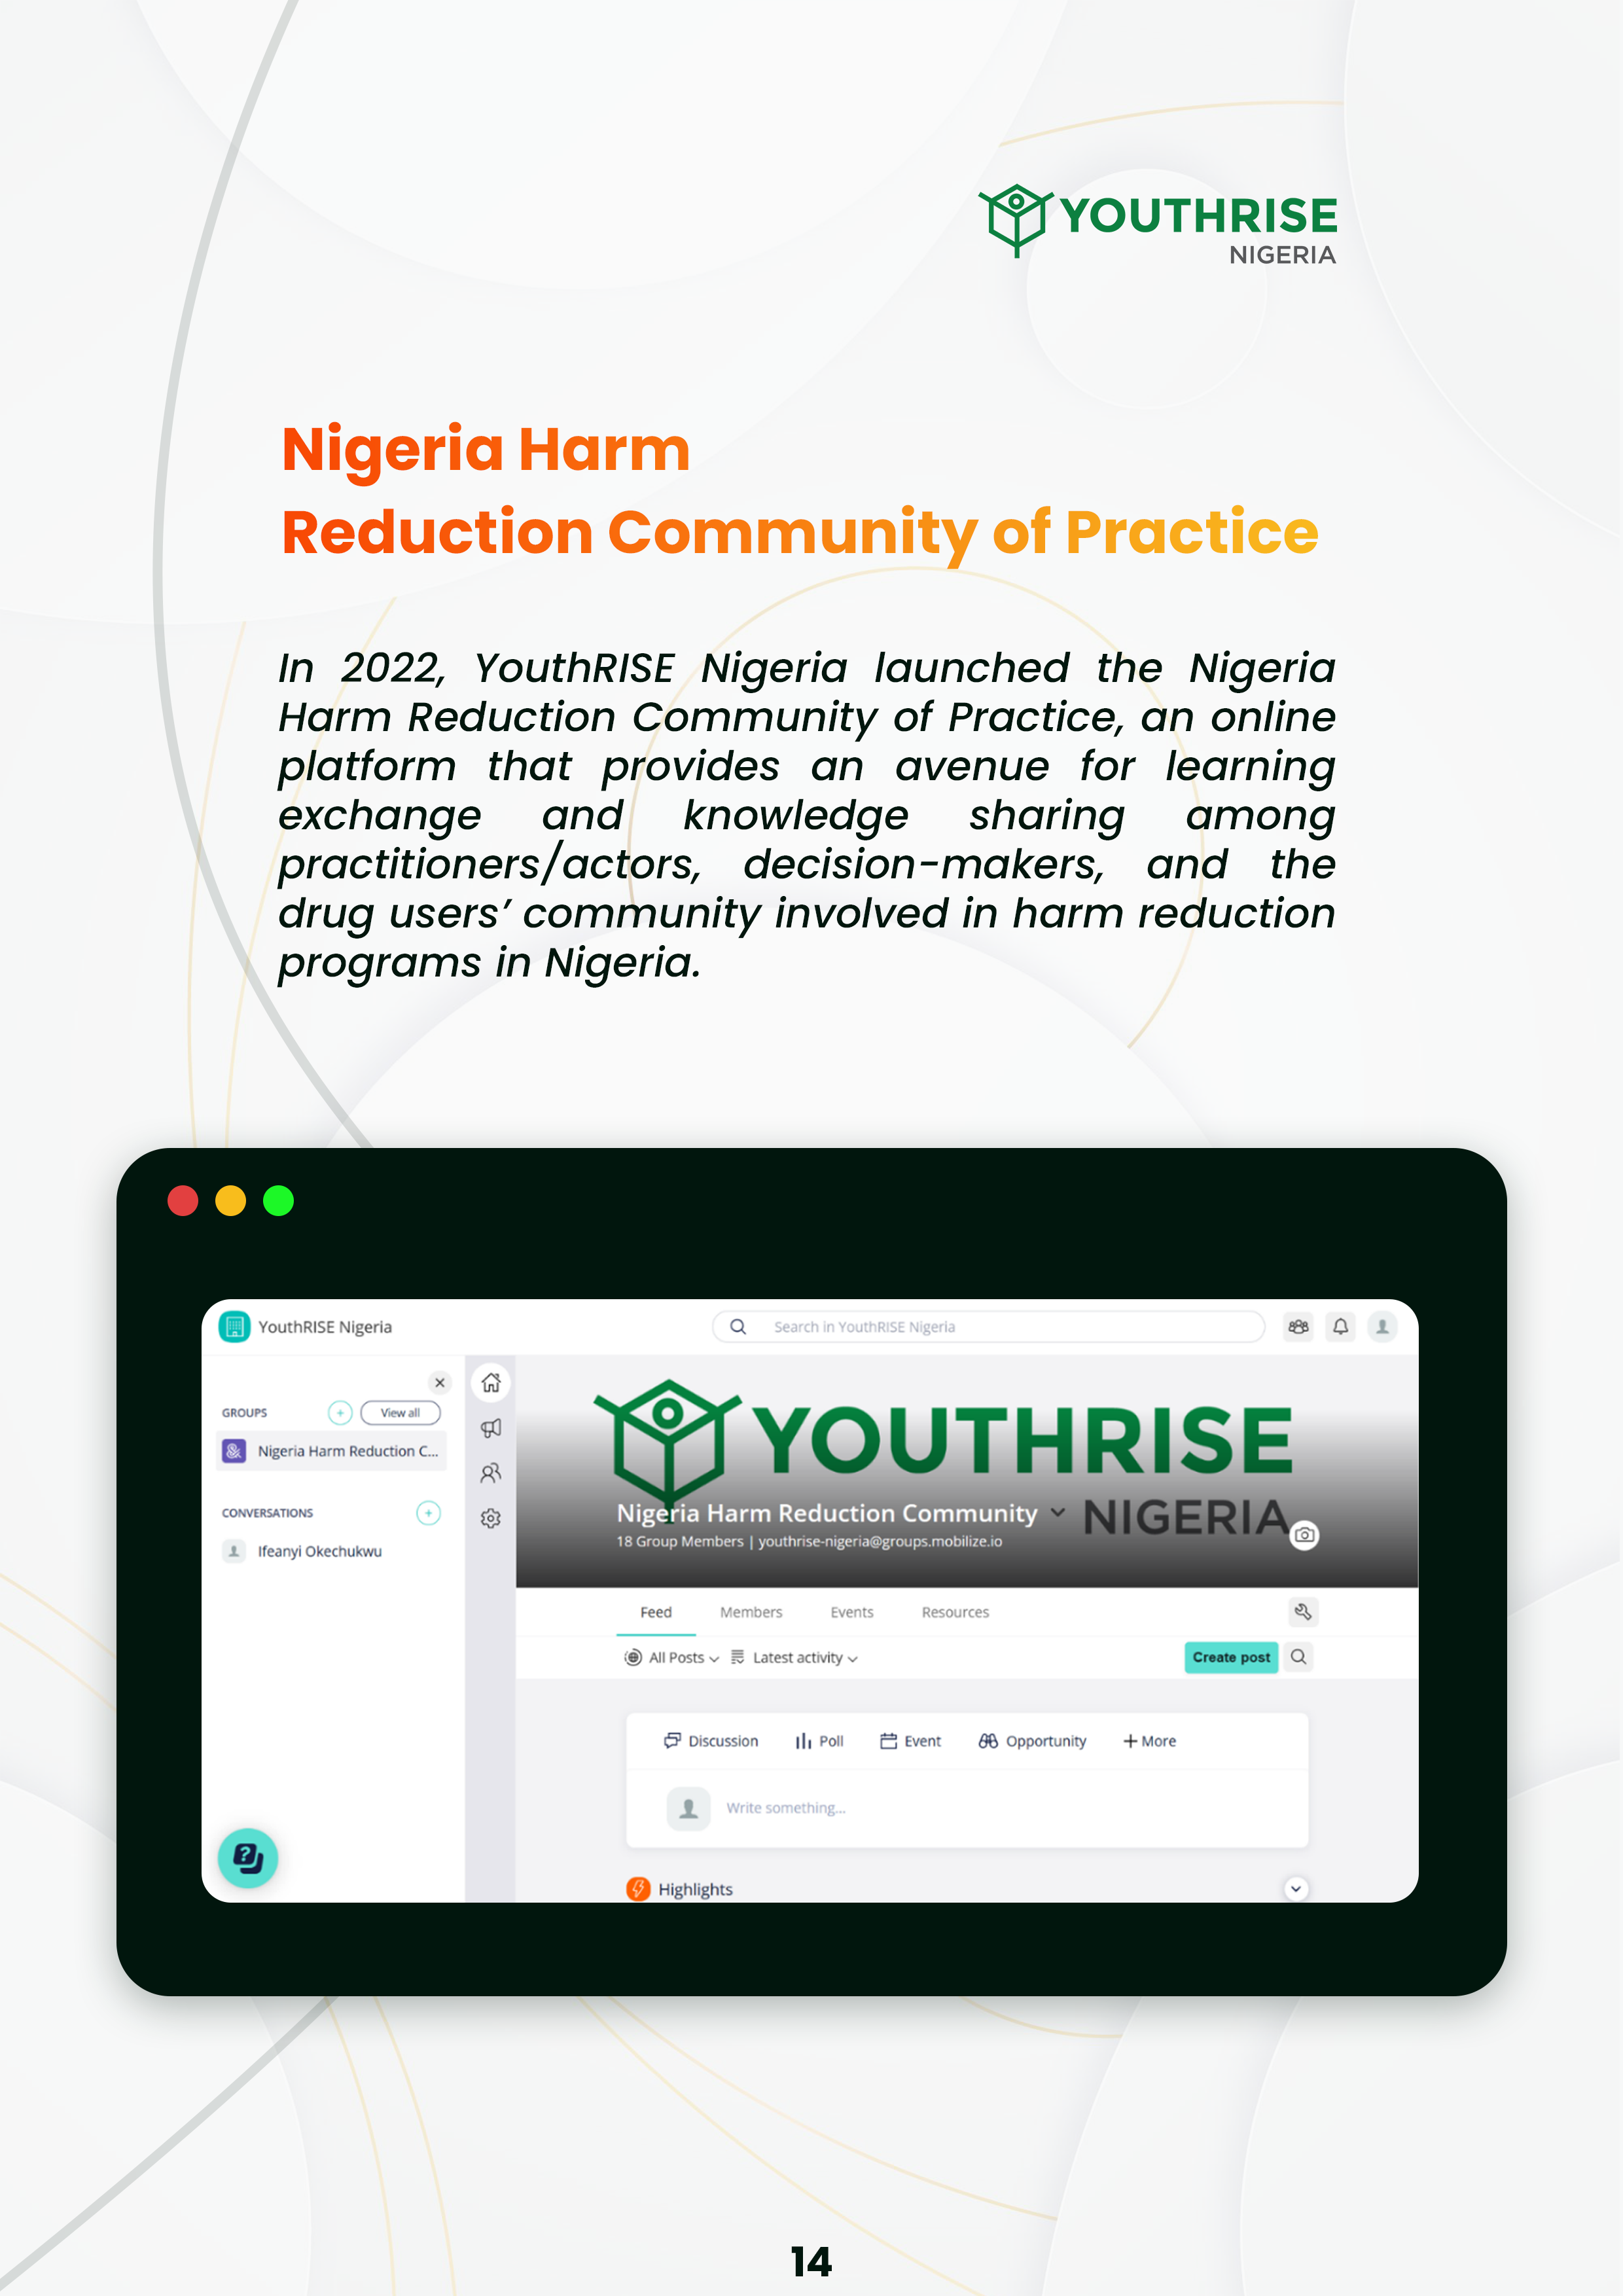 YOUTHRISE
NIGERIA
Nigeria Harm
Reduction Community of Practice
In 2022, YouthRISE Nigeria launched the Nigeria
Harm Reduction Community of Practice, an online
platform that provides an avenue for learning
exchange and knowledge sharing among
practitioners/actors, decision-makers, and the
drug users’ community involved in harm reduction
programs in Nigeria.
YouthRISE Nigeria
Search in YouthRISE Nigeria
GROUPS
View all
Nigeria Harm Reduction C...
CONVERSATIONS
Ifeanyi Okechukwu
YOUTHRISE
NIGERIA
Nigeria Harm Reduction Community
18 Group Members | youthrise-nigeria@groups.mobilize.io
Feed Members Events Resources
All Posts Latest activity Create post
Discussion Poll Event Opportunity + More
Write something...
Highlights
14